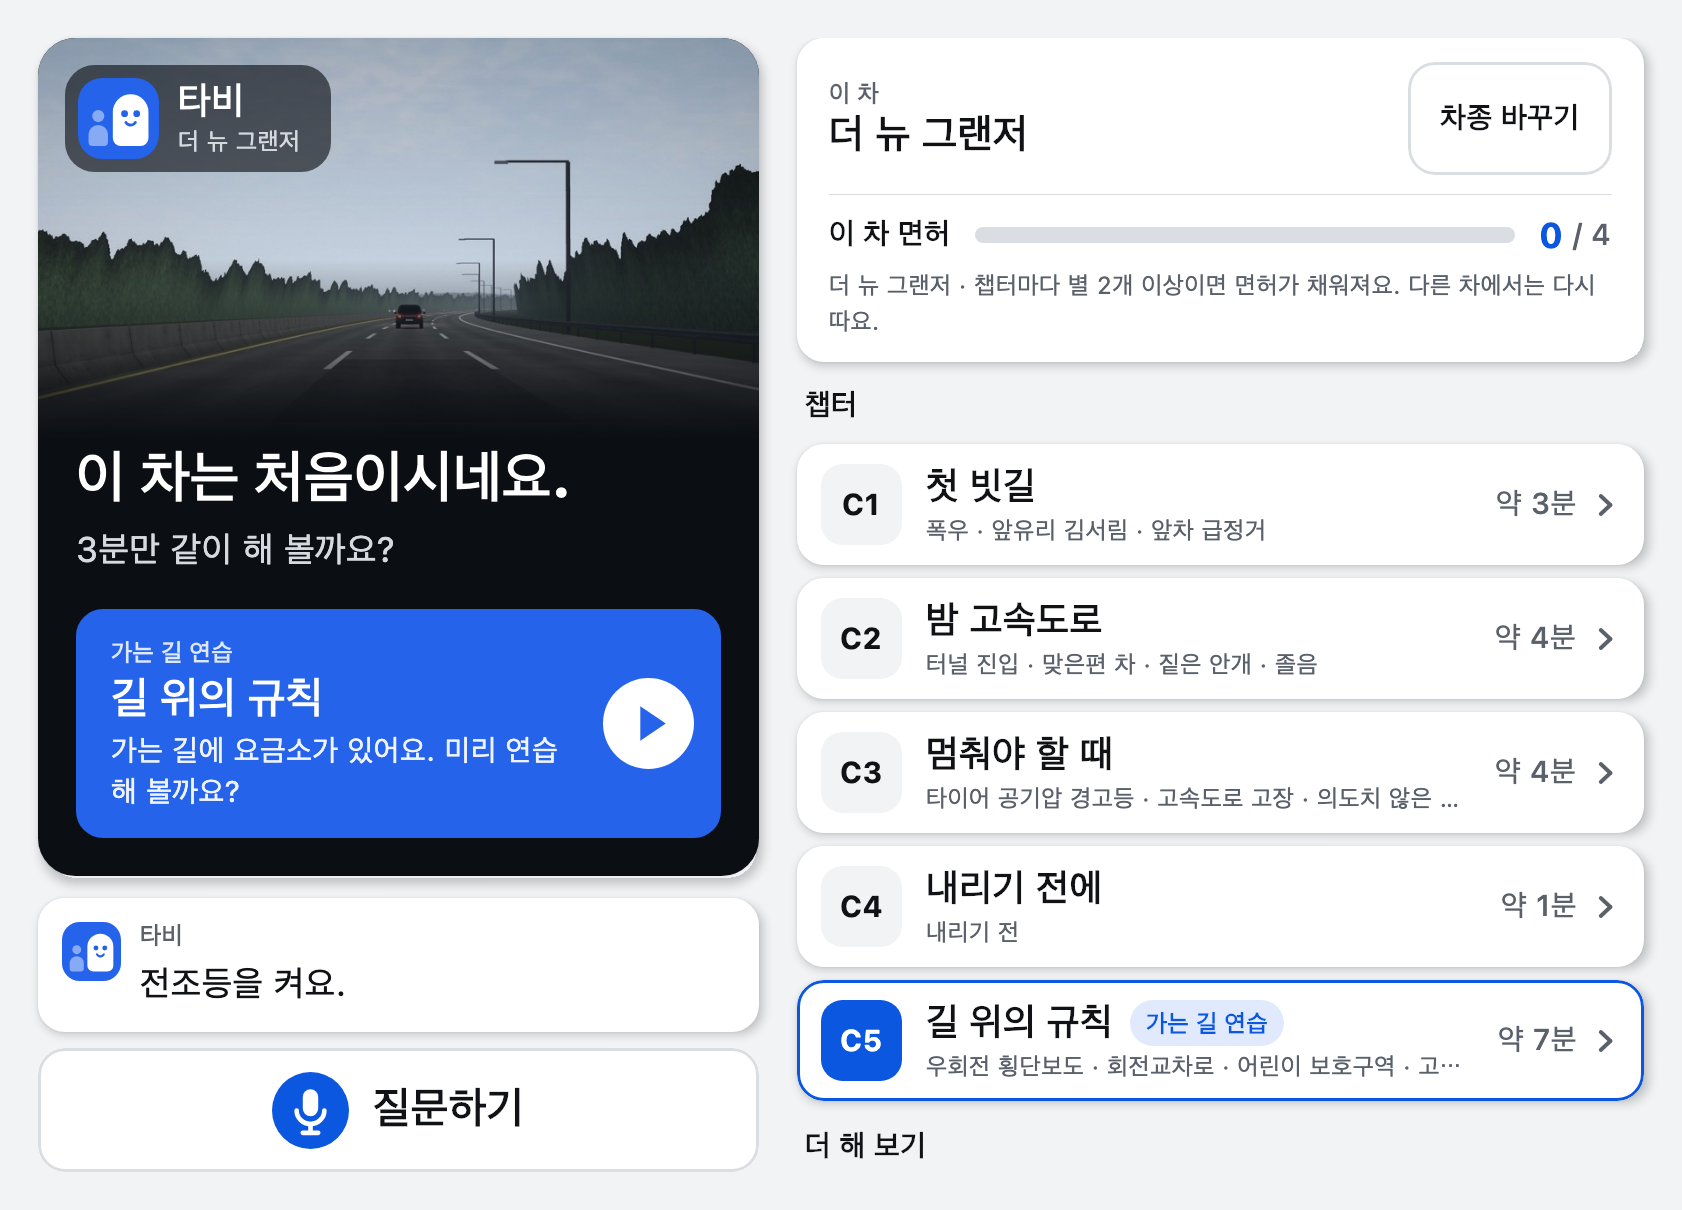 타비
더 뉴 그랜저
이 차는 처음이시네요.
3분만 같이 해 볼까요?
가는 길 연습
길 위의 규칙
가는 길에 요금소가 있어요. 미리 연습
해 볼까요?
타비
전조등을 켜요.
질문하기
이 차
더 뉴 그랜저
차종 바꾸기
이 차 면허
0 / 4
더 뉴 그랜저 · 챕터마다 별 2개 이상이면 면허가 채워져요. 다른 차에서는 다시
따요.
챕터
C1
첫 빗길
폭우 · 앞유리 김서림 · 앞차 급정거
약 3분
C2
밤 고속도로
터널 진입 · 맞은편 차 · 짙은 안개 · 졸음
약 4분
C3
멈춰야 할 때
타이어 공기압 경고등 · 고속도로 고장 · 의도치 않은 ...
약 4분
C4
내리기 전에
내리기 전
약 1분
C5
길 위의 규칙
가는 길 연습
우회전 횡단보도 · 회전교차로 · 어린이 보호구역 · 고···
약 7분
더 해 보기